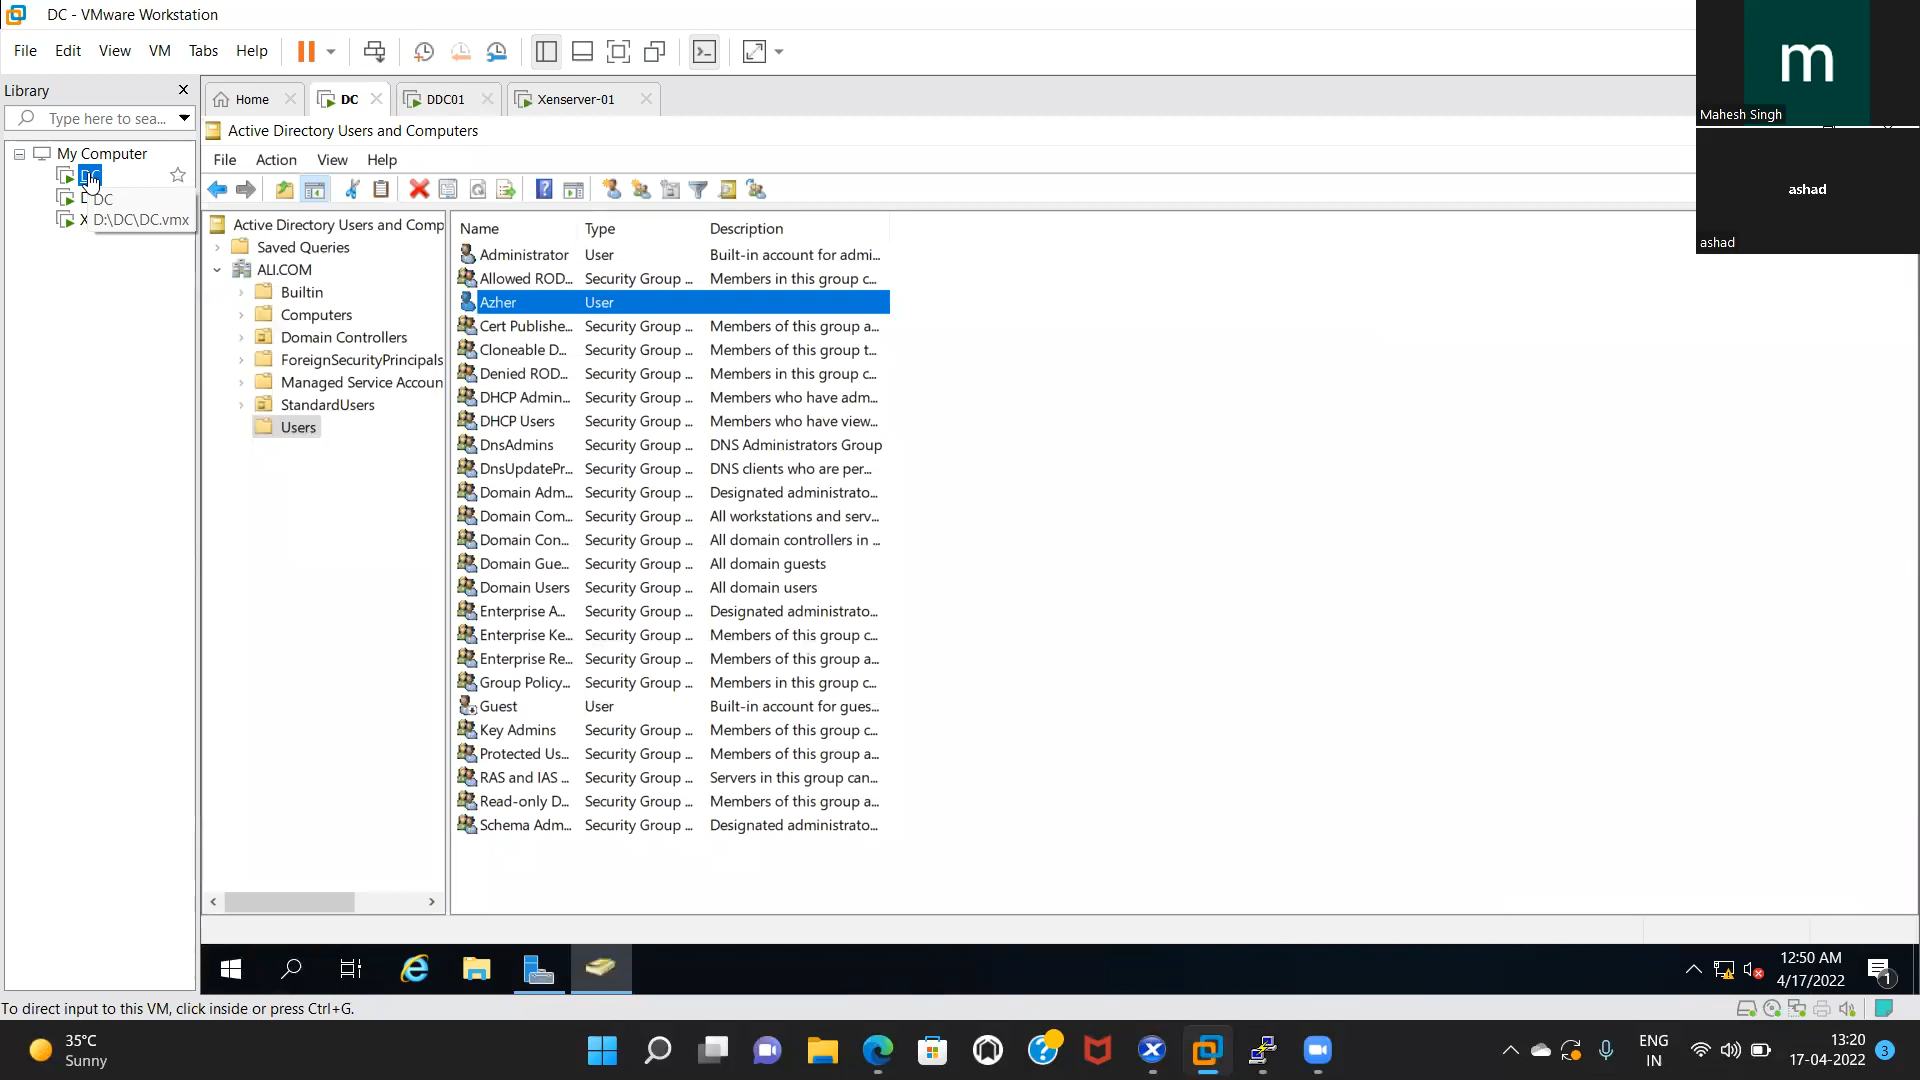 DC - VMware Workstation
File Edit View VM Tabs Help
Library
Type here to sea...
My Computer
DC
DC
D:\DC\DC.vmx
X
Home
DC
DDC01
Xenserver-01
Active Directory Users and Computers
File Action View Help
Active Directory Users and Comp
Saved Queries
ALI.COM
Builtin
Computers
Domain Controllers
ForeignSecurityPrincipals
Managed Service Accoun
StandardUsers
Users
Name Type Description
Administrator User Built-in account for admi...
Allowed ROD... Security Group ... Members in this group c...
Azher User
Cert Publishe... Security Group ... Members of this group a...
Cloneable D... Security Group ... Members of this group t...
Denied ROD... Security Group ... Members in this group c...
DHCP Admin... Security Group ... Members who have adm...
DHCP Users Security Group ... Members who have view...
DnsAdmins Security Group ... DNS Administrators Group
DnsUpdatePr... Security Group ... DNS clients who are per...
Domain Adm... Security Group ... Designated administrato...
Domain Com... Security Group ... All workstations and serv...
Domain Con... Security Group ... All domain controllers in ...
Domain Gue... Security Group ... All domain guests
Domain Users Security Group ... All domain users
Enterprise A... Security Group ... Designated administrato...
Enterprise Ke... Security Group ... Members of this group c...
Enterprise Re... Security Group ... Members of this group a...
Group Policy... Security Group ... Members in this group c...
Guest User Built-in account for gues...
Key Admins Security Group ... Members of this group c...
Protected Us... Security Group ... Members of this group a...
RAS and IAS ... Security Group ... Servers in this group can...
Read-only D... Security Group ... Members of this group a...
Schema Adm... Security Group ... Designated administrato...
m
Mahesh Singh
ashad
ashad
12:50 AM
4/17/2022
1
To direct input to this VM, click inside or press Ctrl+G.
35°C
Sunny
ENG
IN
13:20
17-04-2022
3